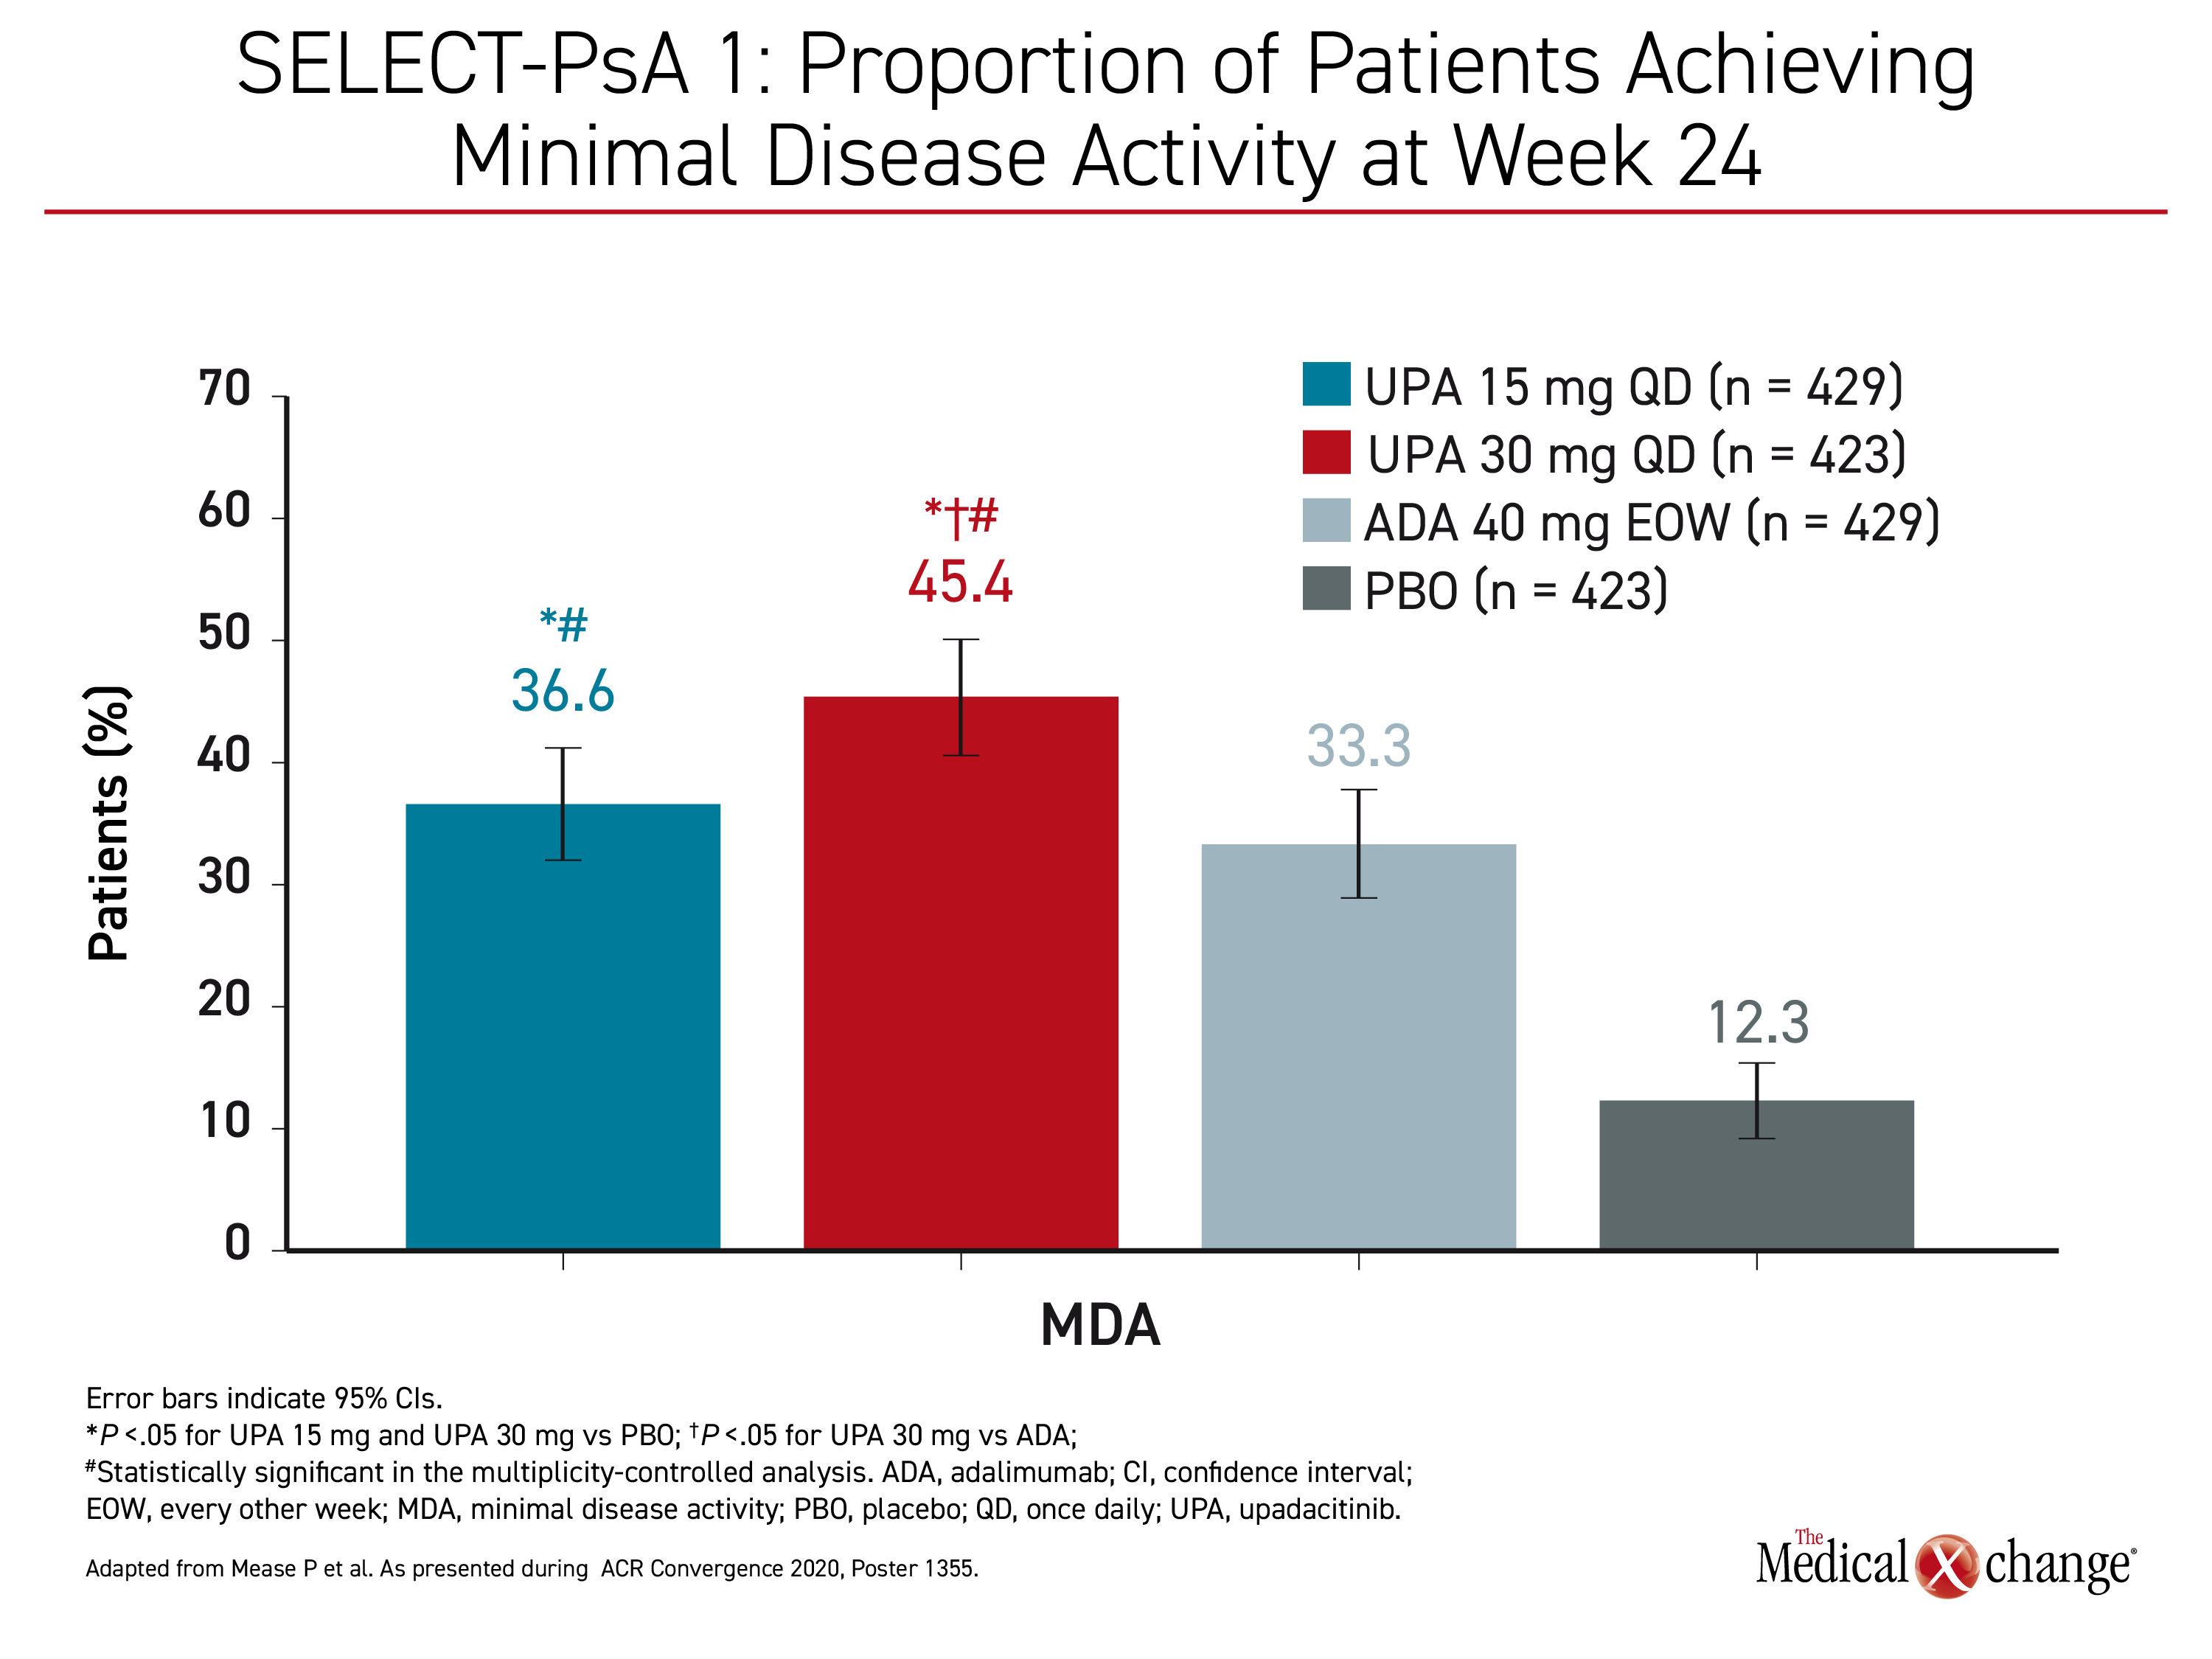 SELECT-PsA 1: Proportion of Patients Achieving
Minimal Disease Activity at Week 24
UPA 15 mg QD (n = 429)
UPA 30 mg QD (n = 423)
ADA 40 mg EOW (n = 429)
PBO (n = 423)
Patients (%)
70
60
50
40
30
20
10
0
*#
36.6
*†#
45.4
33.3
12.3
MDA
Error bars indicate 95% CIs.
*P <.05 for UPA 15 mg and UPA 30 mg vs PBO; †P <.05 for UPA 30 mg vs ADA;
#Statistically significant in the multiplicity-controlled analysis. ADA, adalimumab; CI, confidence interval;
EOW, every other week; MDA, minimal disease activity; PBO, placebo; QD, once daily; UPA, upadacitinib.
Adapted from Mease P et al. As presented during ACR Convergence 2020, Poster 1355.
The
Medical Xchange®